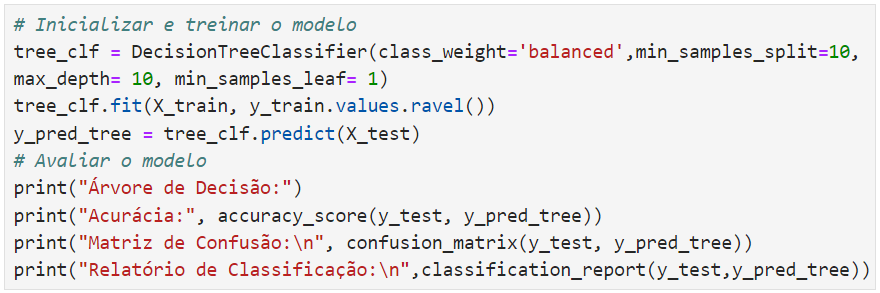 # Inicializar e treinar o modelo
tree_clf = DecisionTreeClassifier(class_weight='balanced',min_samples_split=10,
max_depth= 10, min_samples_leaf= 1)
tree_clf.fit(X_train, y_train.values.ravel())
y_pred_tree = tree_clf.predict(X_test)
# Avaliar o modelo
print("Árvore de Decisão:")
print("Acurácia:", accuracy_score(y_test, y_pred_tree))
print("Matriz de Confusão:\n", confusion_matrix(y_test, y_pred_tree))
print("Relatório de Classificação:\n",classification_report(y_test,y_pred_tree))